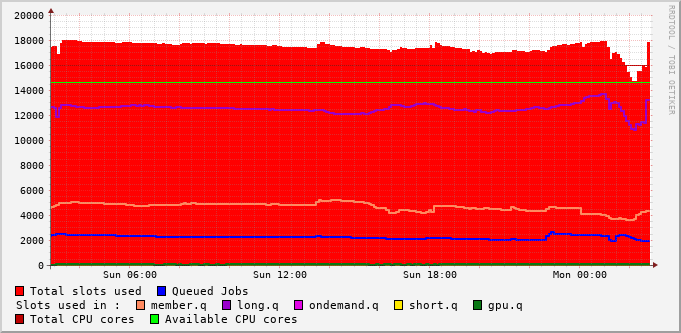 20000
18000
16000
14000
12000
10000
8000
6000
4000
2000
0
Sun 06:00 Sun 12:00 Sun 18:00 Mon 00:00
RRDTOOL / TOBI OETIKER
Total slots used Queued Jobs
Slots used in : member.q long.q ondemand.q short.q gpu.q
Total CPU cores Available CPU cores